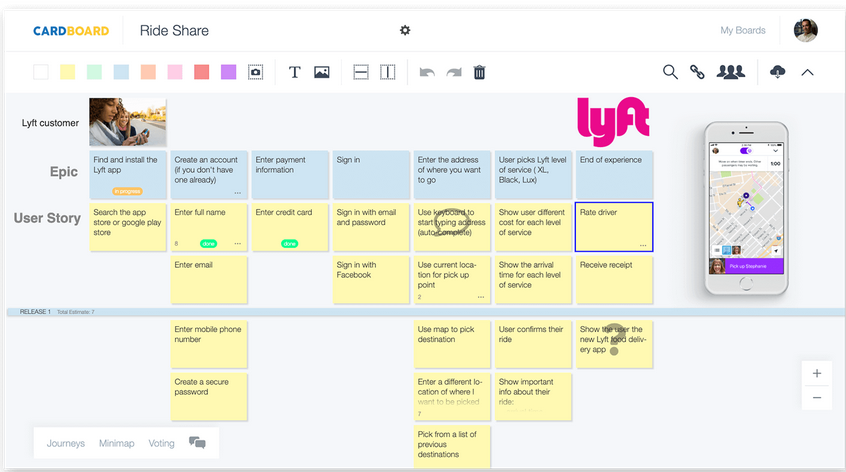 CARDBOARD
Ride Share
My Boards
T
Lyft customer
lyft
Epic
Find and install the
Lyft app
in progress
Create an account
(if you don't have
one already)
...
Enter payment
information
Sign in
Enter the address
of where you want
to go
User picks Lyft level
of service ( XL,
Black, Lux)
End of experience
User Story
Search the app
store or google play
store
Enter full name
8
done
...
Enter credit card
done
Sign in with email
and password
Use keyboard to
start typing address
(auto-complete)
Show user different
cost for each level
of service
Rate driver
...
Enter email
Sign in with
Facebook
Use current loca-
tion for pick up
point
2
...
Show the arrival
time for each level
of service
Receive receipt
1:00
Pick up Stephanie
RELEASE 1 Total Estimate: 7
Enter mobile phone
number
Use map to pick
destination
User confirms their
ride
Show the user the
new Lyft food deliv-
ery app
?
Create a secure
password
Enter a different lo-
cation of where I
want to be picked
7
Show important
info about their
ride:
Pick from a list of
previous
destinations
+
−
Journeys
Minimap
Voting